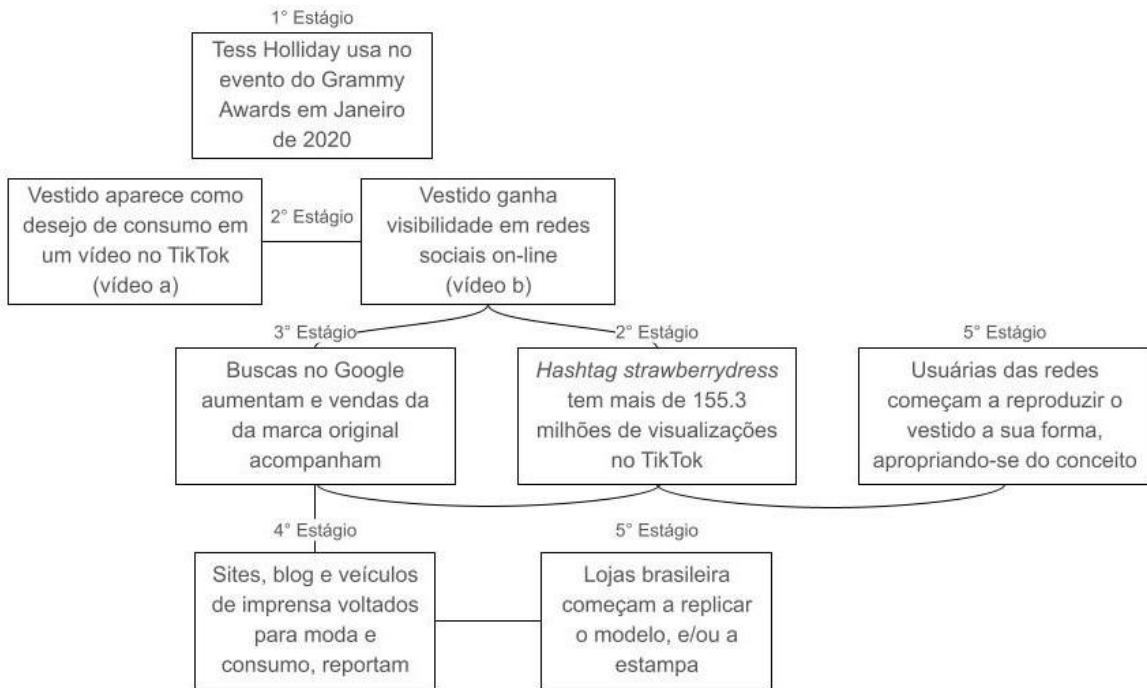 1° Estágio
Tess Holliday usa no
evento do Grammy
Awards em Janeiro
de 2020
Vestido aparece como
desejo de consumo em
um vídeo no TikTok
(vídeo a)
2° Estágio
Vestido ganha
visibilidade em redes
sociais on-line
(vídeo b)
3° Estágio
Buscas no Google
aumentam e vendas da
da marca original
acompanham
2° Estágio
Hashtag strawberrydress
tem mais de 155.3
milhões de visualizações
no TikTok
5° Estágio
Usuárias das redes
começam a reproduzir o
vestido a sua forma,
apropriando-se do conceito
4° Estágio
Sites, blog e veículos
de imprensa voltados
para moda e
consumo, reportam
5° Estágio
Lojas brasileira
começam a replicar
o modelo, e/ou a
estampa